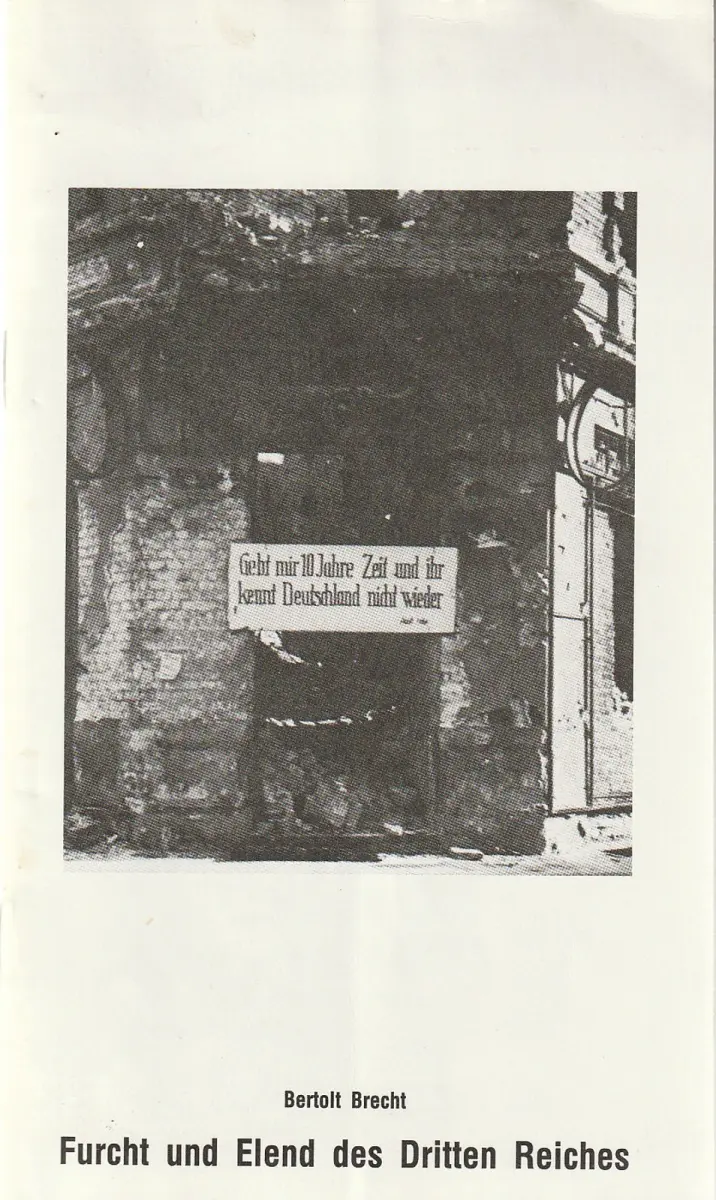 Gebt mir 10 Jahre Zeit und ihr
kennt Deutschland nicht wieder
Bertolt Brecht
Furcht und Elend des Dritten Reiches